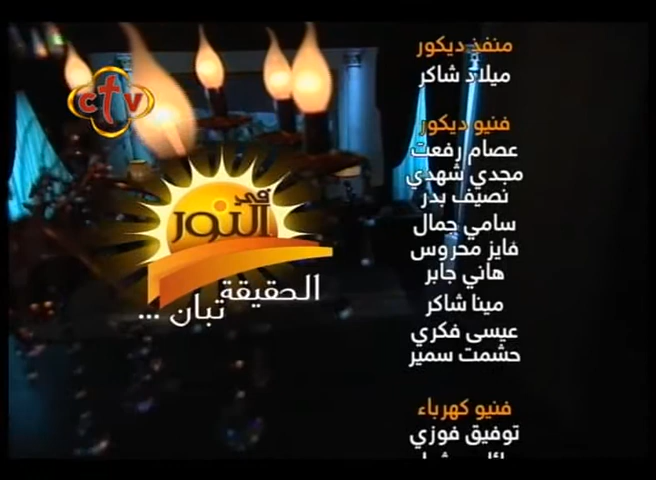 منفذ ديكور
ميلاد شاكر
فنيو ديكور
عصام رفعت
مجدي شهدي
نصيف بدر
سامي جمال
فايز محروس
هاني جابر
مينا شاكر
عيسى فكري
حشمت سمير
فنيو كهرباء
توفيق فوزي
ctv
في النور
الحقيقة
تبان ...